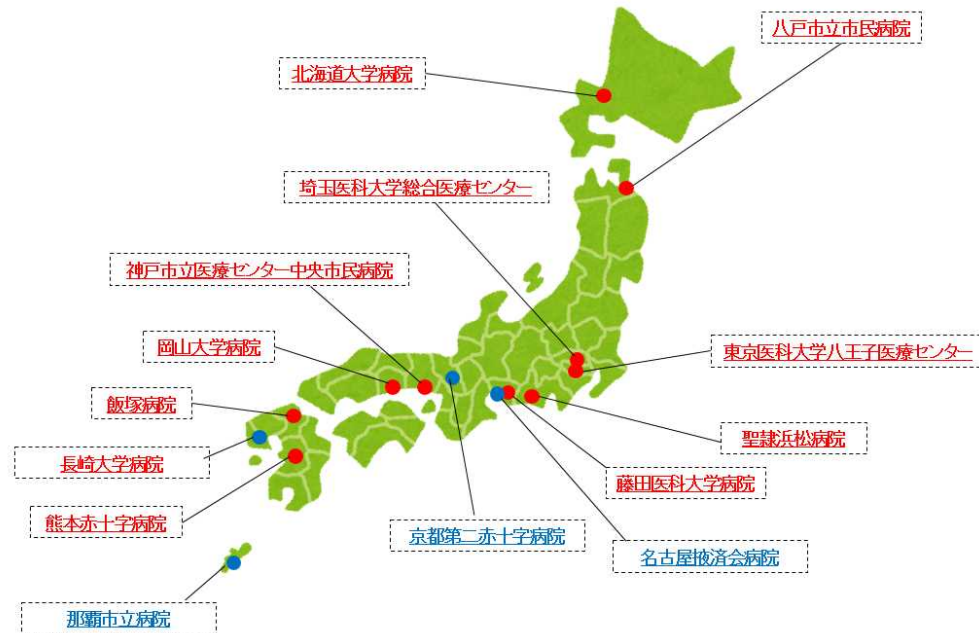 八戸市立市民病院
北海道大学病院
埼玉医科大学総合医療センター
神戸市立医療センター中央市民病院
岡山大学病院
東京医科大学八王子医療センター
飯塚病院
聖隷浜松病院
長崎大学病院
藤田医科大学病院
熊本赤十字病院
京都第二赤十字病院
名古屋掖済会病院
那覇市立病院